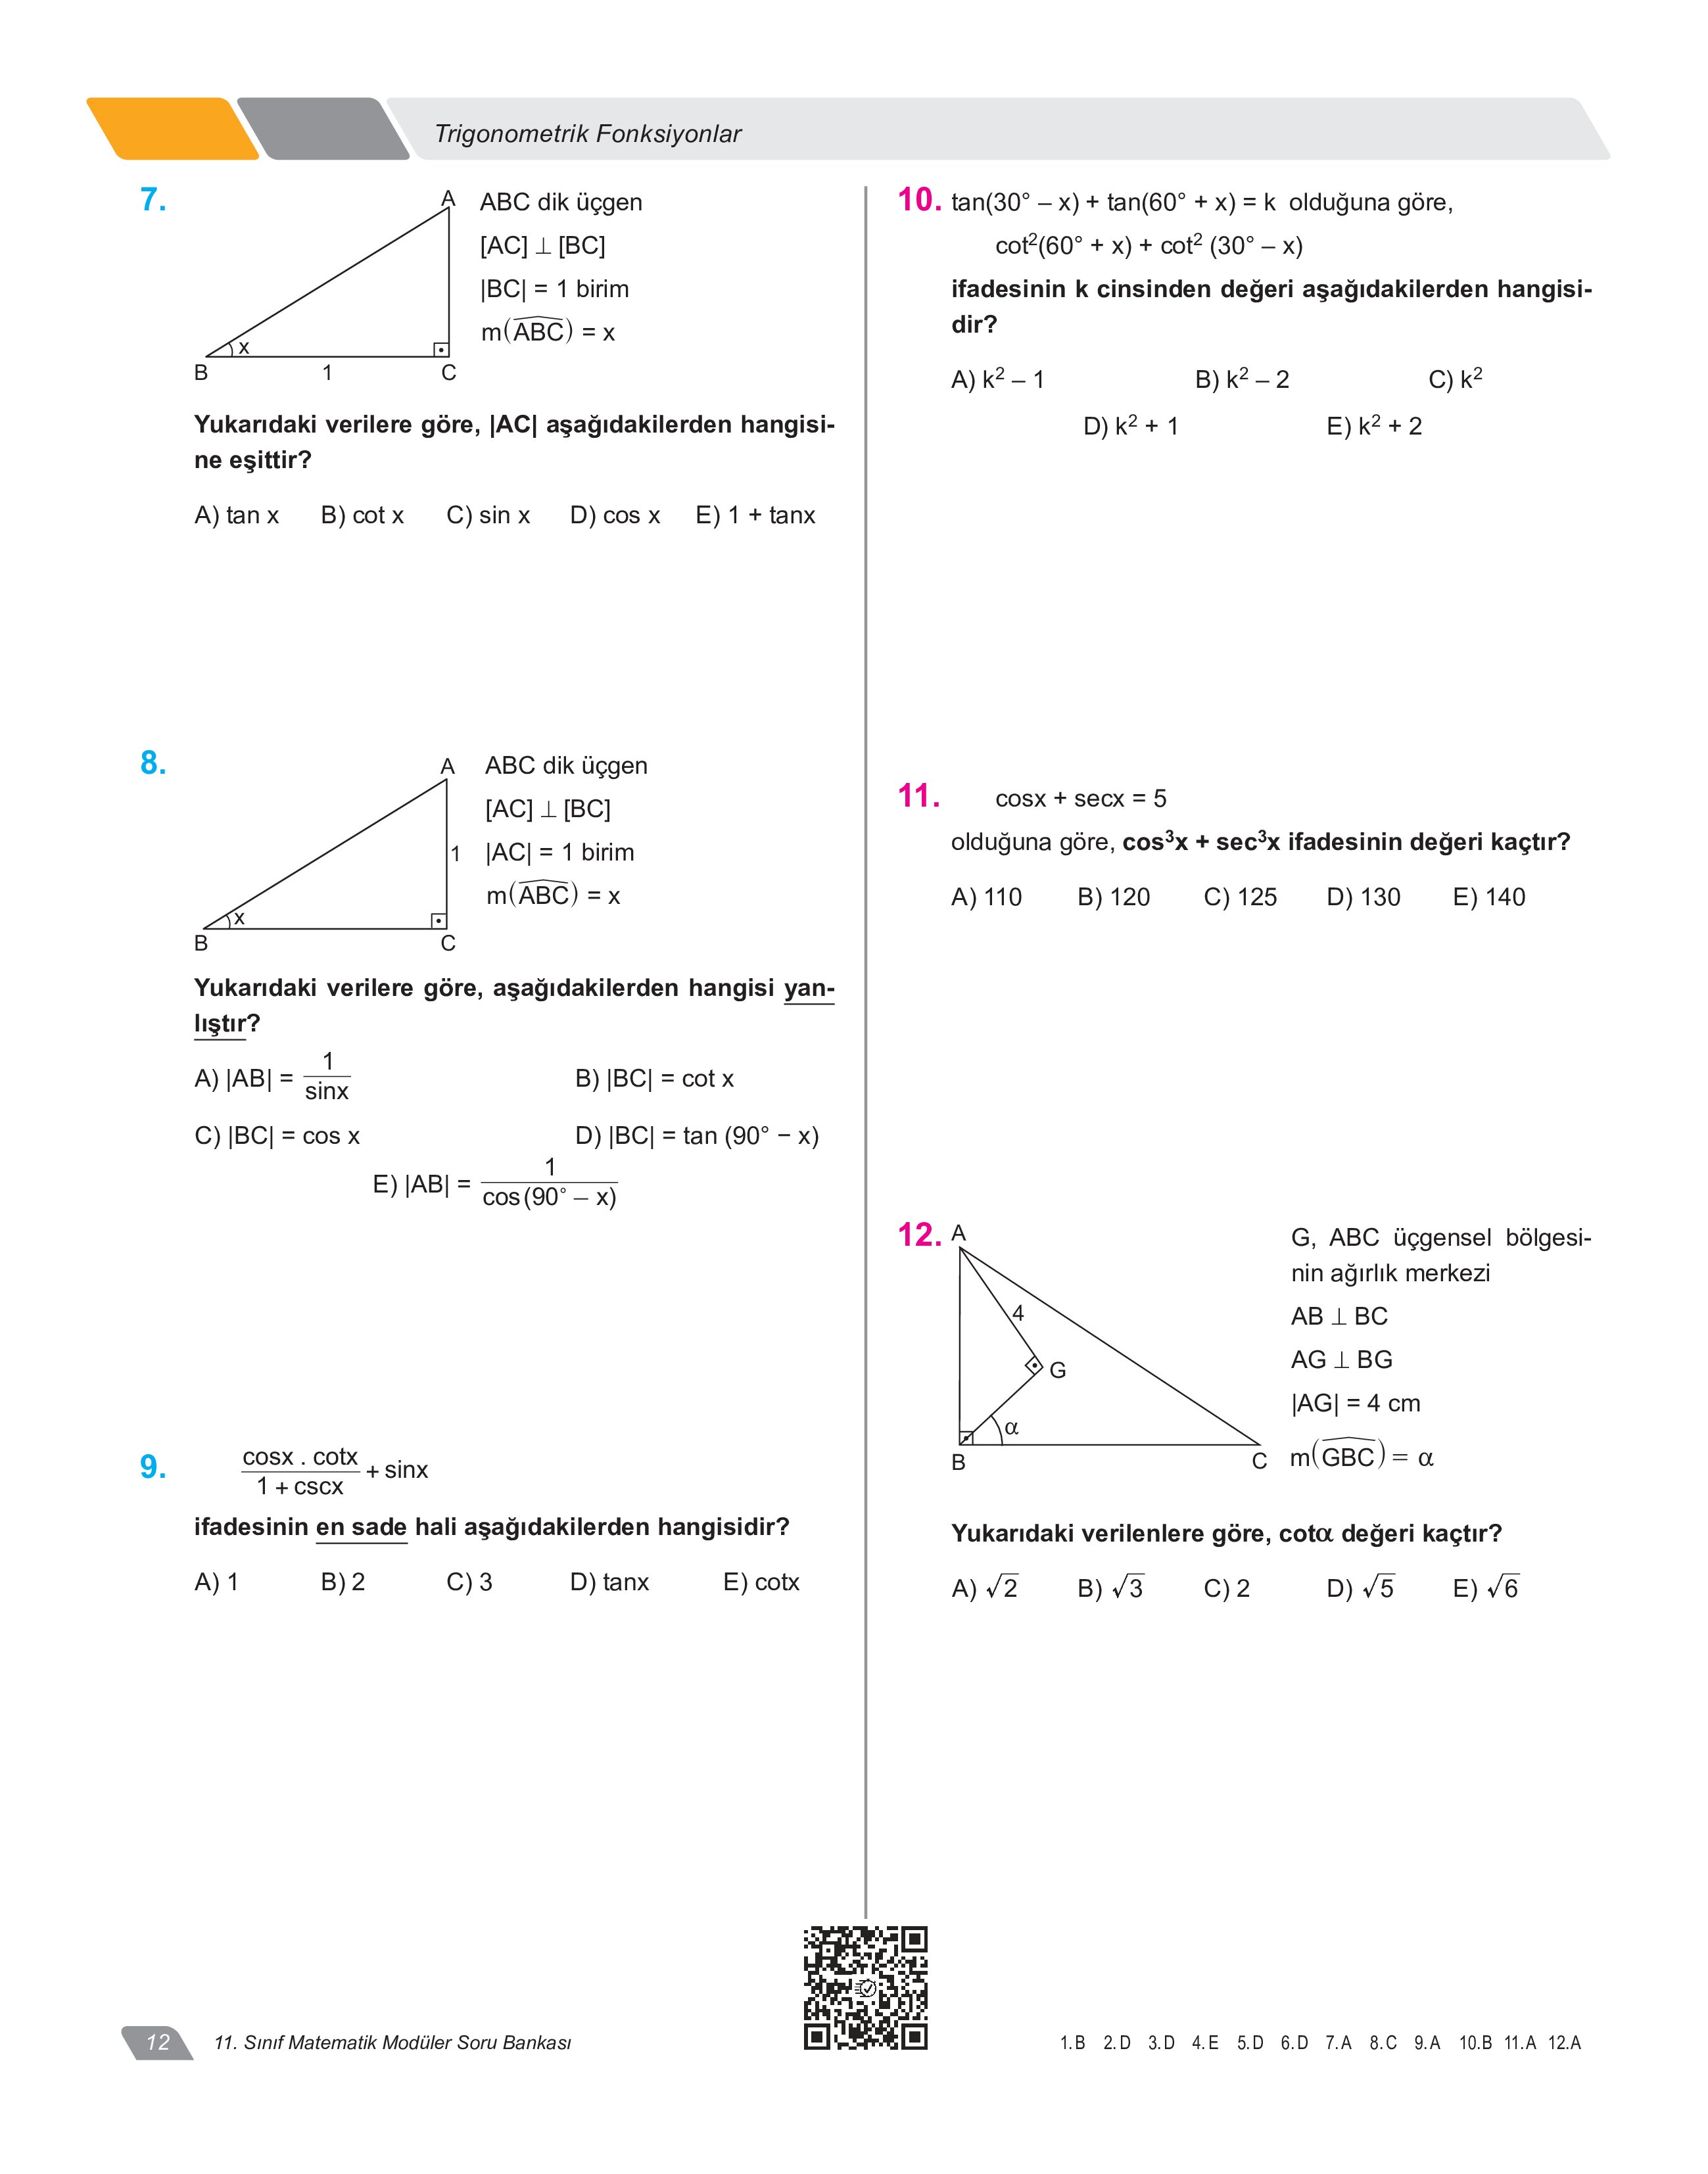 Trigonometrik Fonksiyonlar
7.
A
B
C
x
1
ABC dik üçgen
[AC] ⊥ [BC]
|BC| = 1 birim
m(ABC) = x
Yukarıdaki verilere göre, |AC| aşağıdakilerden hangisi-
ne eşittir?
A) tan x B) cot x C) sin x D) cos x E) 1 + tanx
8.
A
B
C
x
1
ABC dik üçgen
[AC] ⊥ [BC]
|AC| = 1 birim
m(ABC) = x
Yukarıdaki verilere göre, aşağıdakilerden hangisi yan-
lıştır?
A) |AB| = 1/sinx B) |BC| = cot x
C) |BC| = cos x D) |BC| = tan (90° − x)
E) |AB| = 1/cos(90° – x)
9. cosx . cotx/1 + cscx + sinx
ifadesinin en sade hali aşağıdakilerden hangisidir?
A) 1 B) 2 C) 3 D) tanx E) cotx
10. tan(30° – x) + tan(60° + x) = k olduğuna göre,
cot²(60° + x) + cot² (30° – x)
ifadesinin k cinsinden değeri aşağıdakilerden hangisi-
dir?
A) k² – 1 B) k² – 2 C) k²
D) k² + 1 E) k² + 2
11. cosx + secx = 5
olduğuna göre, cos³x + sec³x ifadesinin değeri kaçtır?
A) 110 B) 120 C) 125 D) 130 E) 140
12.
A
4
G
α
B
C
G, ABC üçgensel bölgesi-
nin ağırlık merkezi
AB ⊥ BC
AG ⊥ BG
|AG| = 4 cm
m(GBC) = α
Yukarıdaki verilenlere göre, cotα değeri kaçtır?
A) √2 B) √3 C) 2 D) √5 E) √6
12 11. Sınıf Matematik Modüler Soru Bankası
1.B 2.D 3.D 4.E 5.D 6.D 7.A 8.C 9.A 10.B 11.A 12.A